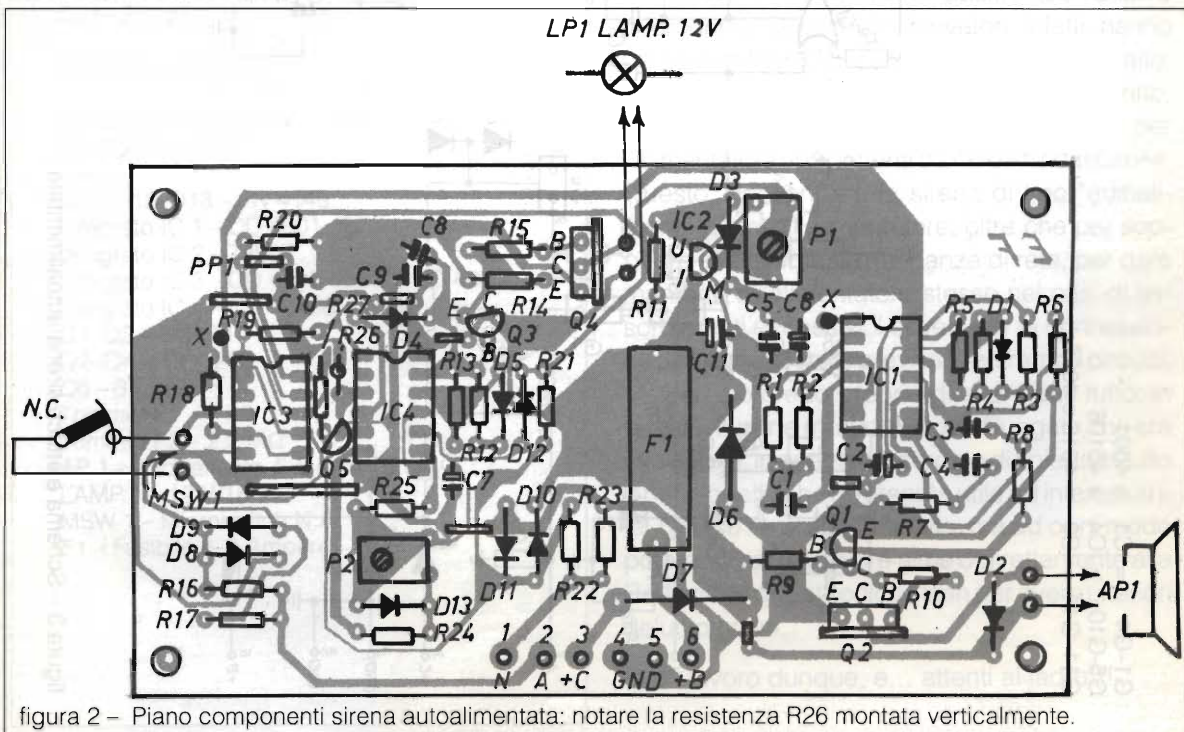 LP1 LAMP. 12V
D3
R20
C8
R15
B
IC2
P1
PP1
C
U
C10
C9
R14
E
I
M
R27
E
C
R11
C5
C8
X
R5
D1
R6
R19
D4
Q3
Q4
X
R26
B
C11
R13
D5
R21
R18
R1
R2
IC1
N.C.
IC3
IC4
F1
R4
R3
R12
D12
C3
R8
Q5
C2
C4
MSW1
C7
R25
D10
R23
C1
D9
D6
Q1
R7
D8
P2
B
E
R16
D11
R22
D7
R9
C
D2
D13
R10
AP1
R17
R24
E C B
1 2 3 4 5 6
Q2
N A +C GND +B
figura 2 – Piano componenti sirena autoalimentata: notare la resistenza R26 montata verticalmente.